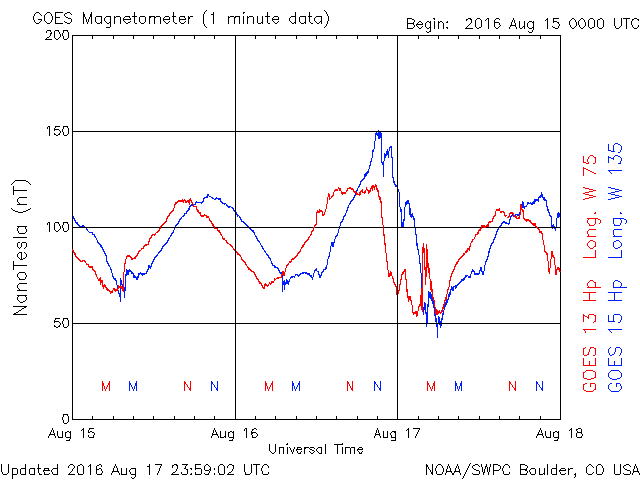 GOES Magnetometer (1 minute data)
Begin: 2016 Aug 15 0000 UTC
200
150
100
50
0
NanoTesla (nT)
M M N N M M N N M M N N
Aug 15 Aug 16 Aug 17 Aug 18
Universal Time
GOES 13 Hp Long. W 75
GOES 15 Hp Long. W 135
Updated 2016 Aug 17 23:59:02 UTC
NOAA/SWPC Boulder, CO USA